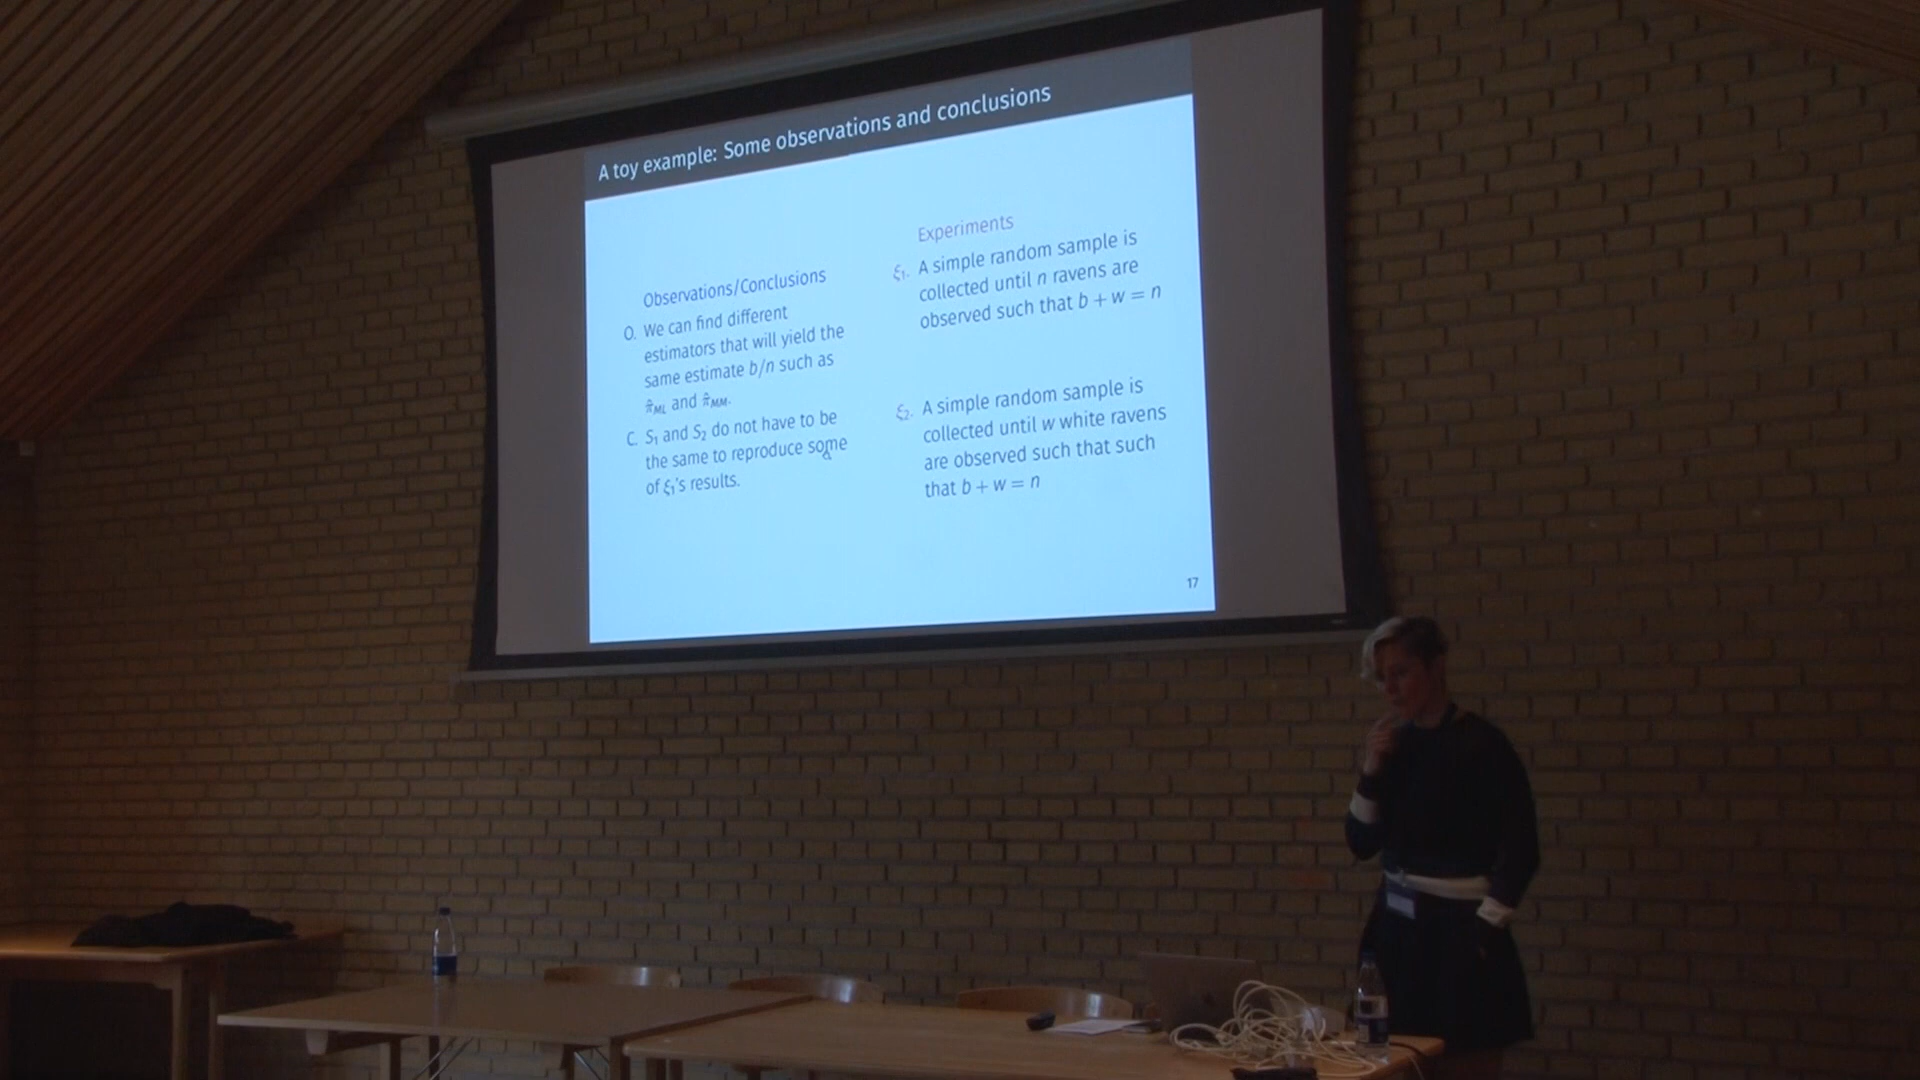 A toy example: Some observations and conclusions
Observations/Conclusions
O. We can find different
estimators that will yield the
same estimate b/n such as
π̂ML and π̂MM.
C. S1 and S2 do not have to be
the same to reproduce some
of ξ1's results.
Experiments
ξ1. A simple random sample is
collected until n ravens are
observed such that b + w = n
ξ2. A simple random sample is
collected until w white ravens
are observed such that such
that b + w = n
17